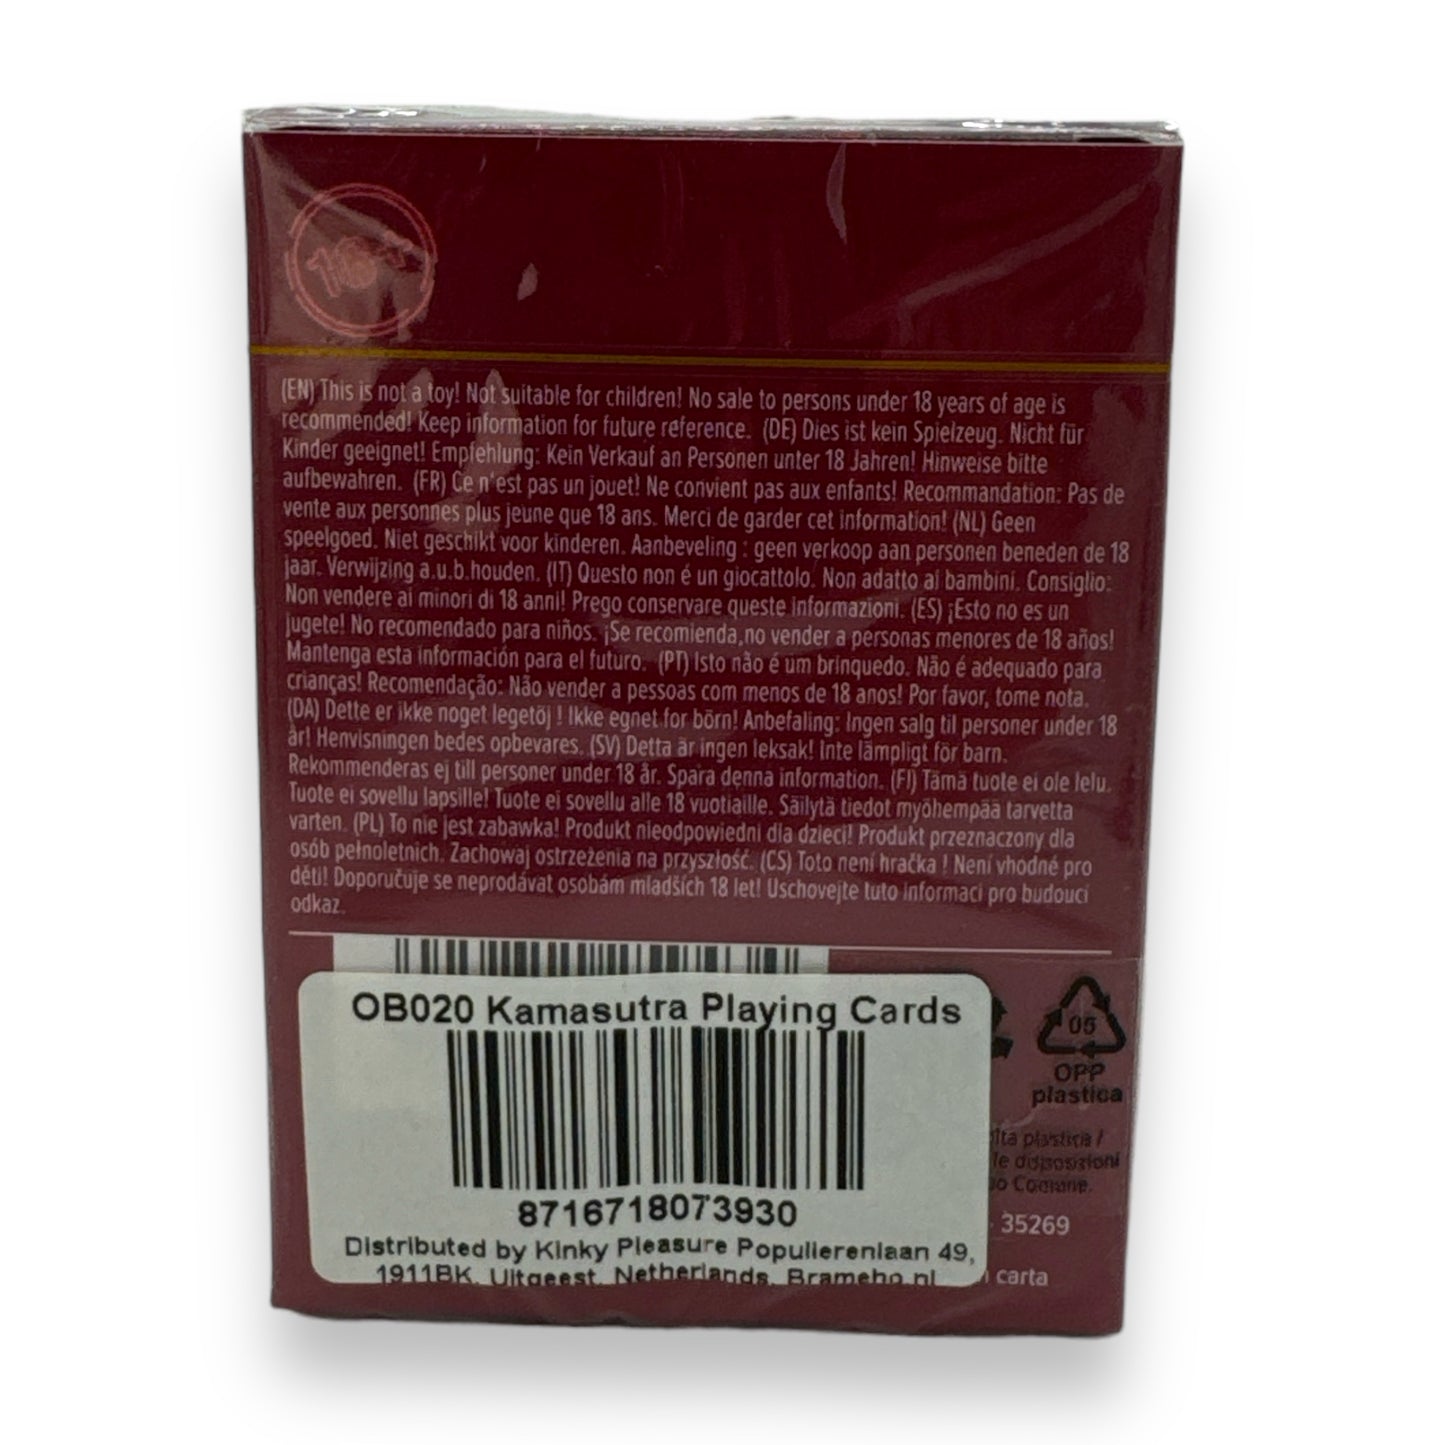 (EN) This is not a toy! Not suitable for children! No sale to persons under 18 years of age is
recommended! Keep information for future reference. (DE) Dies ist kein Spielzeug. Nicht für
Kinder geeignet! Empfehlung: Kein Verkauf an Personen unter 18 Jahren! Hinweise bitte
aufbewahren. (FR) Ce n'est pas un jouet! Ne convient pas aux enfants! Recommandation: Pas de
vente aux personnes plus jeune que 18 ans. Merci de garder cet information! (NL) Geen
speelgoed. Niet geschikt voor kinderen. Aanbeveling : geen verkoop aan personen beneden de 18
jaar. Verwijzing a.u.b.houden. (IT) Questo non é un giocattolo. Non adatto ai bambini. Consiglio:
Non vendere ai minori di 18 anni! Prego conservare queste informazioni. (ES) ¡Esto no es un
jugete! No recomendado para niños. ¡Se recomienda,no vender a personas menores de 18 años!
Mantenga esta información para el futuro. (PT) Isto não é um brinquedo. Não é adequado para
crianças! Recomendação: Não vender a pessoas com menos de 18 anos! Por favor, tome nota.
(DA) Dette er ikke noget legetöj ! Ikke egnet for börn! Anbefaling: Ingen salg til personer under 18
år! Henvisningen bedes opbevares. (SV) Detta är ingen leksak! Inte lämpligt för barn.
Rekommenderas ej till personer under 18 år. Spara denna information. (FI) Tämä tuote ei ole lelu.
Tuote ei sovellu lapsille! Tuote ei sovellu alle 18 vuotiaille. Säilytä tiedot myöhempää tarvetta
varten. (PL) To nie jest zabawka! Produkt nieodpowiedni dla dzieci! Produkt przeznaczony dla
osób pełnoletnich. Zachowaj ostrzeżenia na przyszłość. (CS) Toto není hračka ! Není vhodné pro
děti! Doporučuje se neprodávat osobám mladších 18 let! Uschovejte tuto informaci pro budoucí
odkaz.
OB020 Kamasutra Playing Cards
8716718073930
Distributed by Kinky Pleasure Populierenlaan 49,
1911BK, Uitgeest, Netherlands, Brameho.nl
05
OPP
plastica
plastica /
disposizioni
Comune.
35269
carta